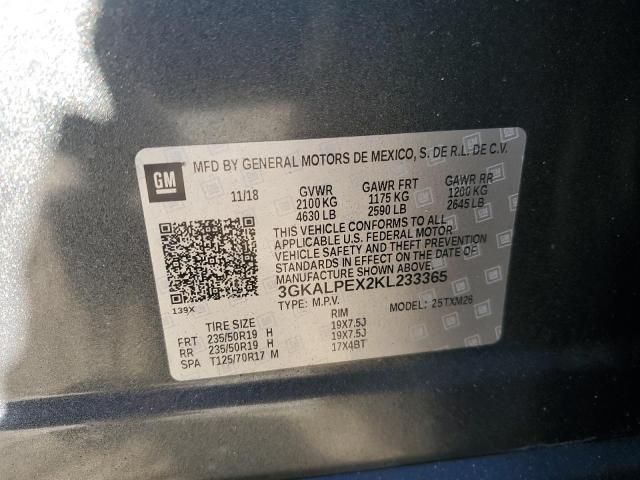 GM
MFD BY GENERAL MOTORS DE MEXICO, S. DE R.L. DE C.V.
11/18 GVWR GAWR FRT GAWR RR
2100 KG 1175 KG 1200 KG
4630 LB 2590 LB 2645 LB
THIS VEHICLE CONFORMS TO ALL
APPLICABLE U.S. FEDERAL MOTOR
VEHICLE SAFETY AND THEFT PREVENTION
STANDARDS IN EFFECT ON THE DATE OF
MANUFACTURE SHOWN ABOVE.
139X 3GKALPEX2KL233365
TYPE: M.P.V. MODEL: 25TXM26
TIRE SIZE RIM
FRT 235/50R19 H 19X7.5J
RR 235/50R19 H 19X7.5J
SPA T125/70R17 M 17X4BT